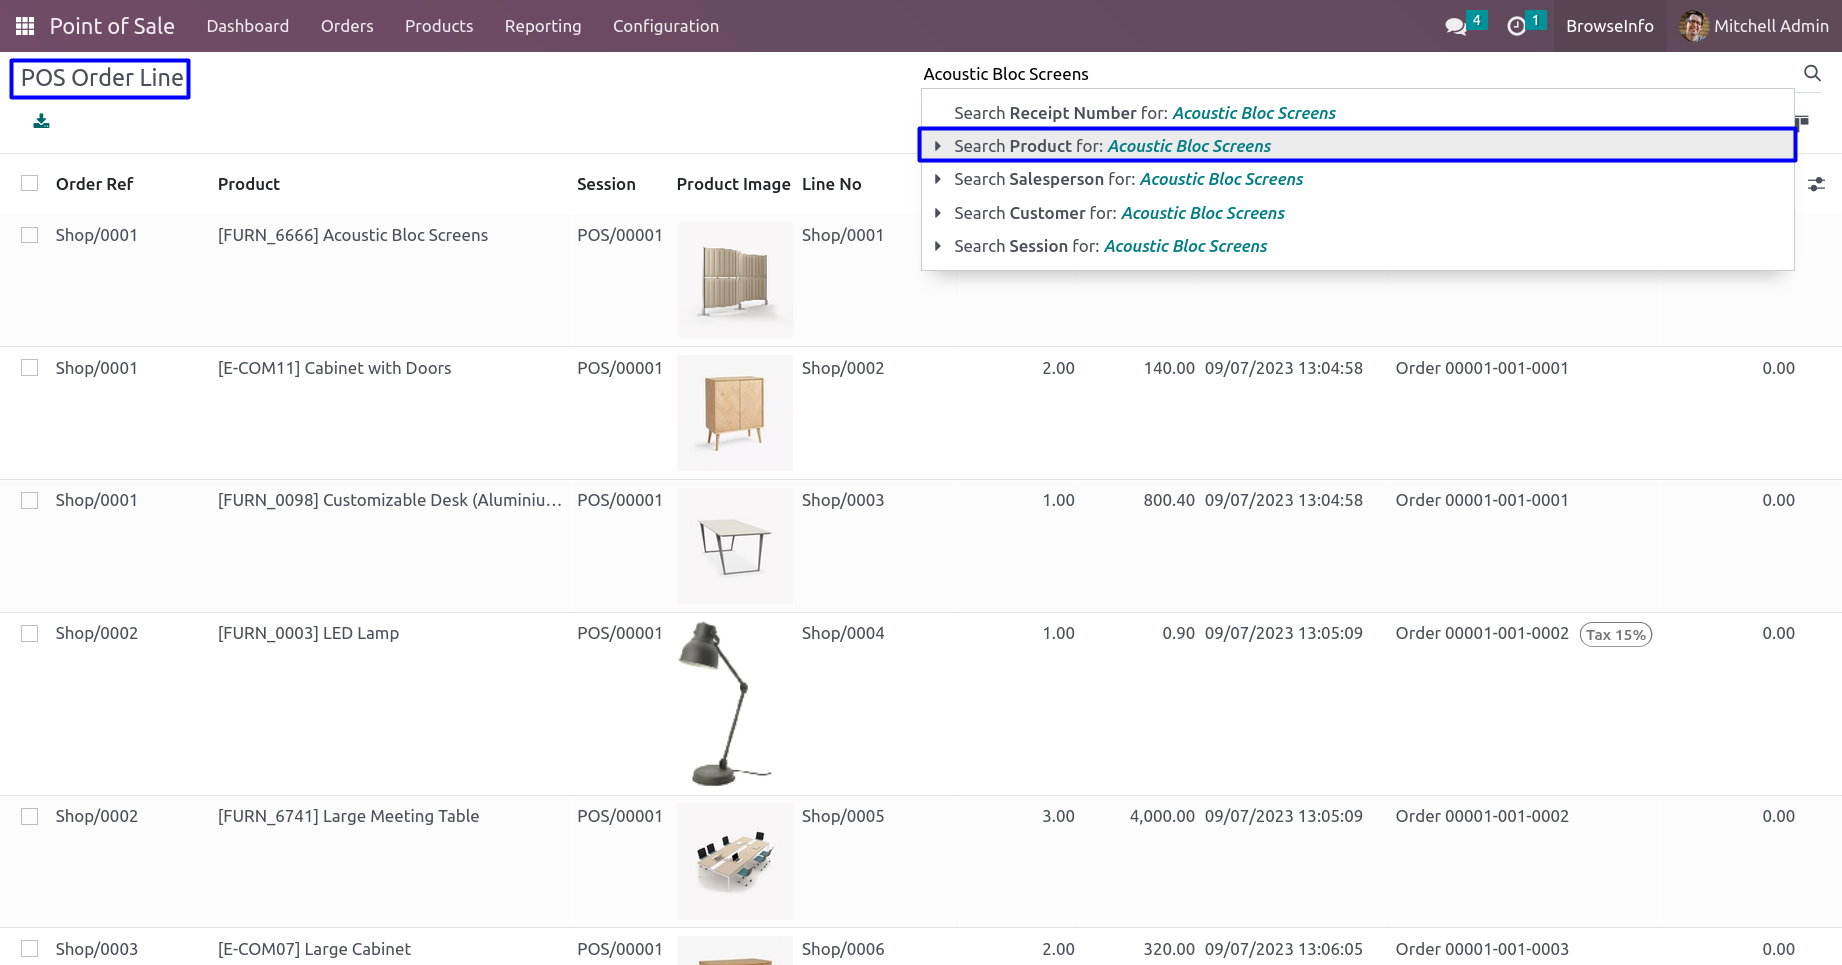 Point of Sale Dashboard Orders Products Reporting Configuration 4 1 BrowseInfo Mitchell Admin
POS Order Line
Acoustic Bloc Screens
Search Receipt Number for: Acoustic Bloc Screens
Search Product for: Acoustic Bloc Screens
Search Salesperson for: Acoustic Bloc Screens
Search Customer for: Acoustic Bloc Screens
Search Session for: Acoustic Bloc Screens
Order Ref Product Session Product Image Line No
Shop/0001 [FURN_6666] Acoustic Bloc Screens POS/00001 Shop/0001
Shop/0001 [E-COM11] Cabinet with Doors POS/00001 Shop/0002 2.00 140.00 09/07/2023 13:04:58 Order 00001-001-0001 0.00
Shop/0001 [FURN_0098] Customizable Desk (Aluminiu... POS/00001 Shop/0003 1.00 800.40 09/07/2023 13:04:58 Order 00001-001-0001 0.00
Shop/0002 [FURN_0003] LED Lamp POS/00001 Shop/0004 1.00 0.90 09/07/2023 13:05:09 Order 00001-001-0002 Tax 15% 0.00
Shop/0002 [FURN_6741] Large Meeting Table POS/00001 Shop/0005 3.00 4,000.00 09/07/2023 13:05:09 Order 00001-001-0002 0.00
Shop/0003 [E-COM07] Large Cabinet POS/00001 Shop/0006 2.00 320.00 09/07/2023 13:06:05 Order 00001-001-0003 0.00